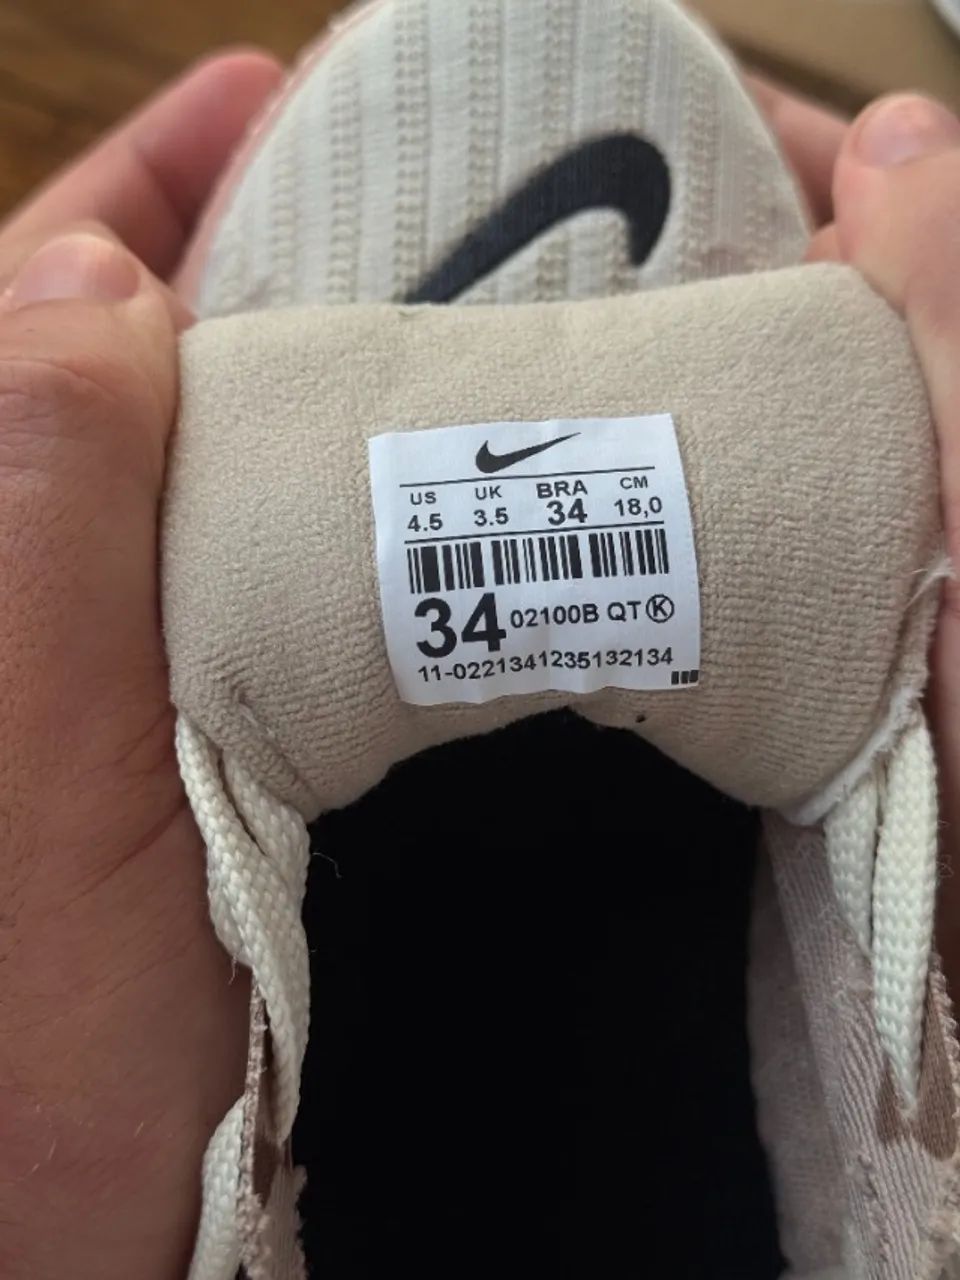 US UK BRA CM
4.5 3.5 34 18,0
34 02100B QT K
11-0221341235132134